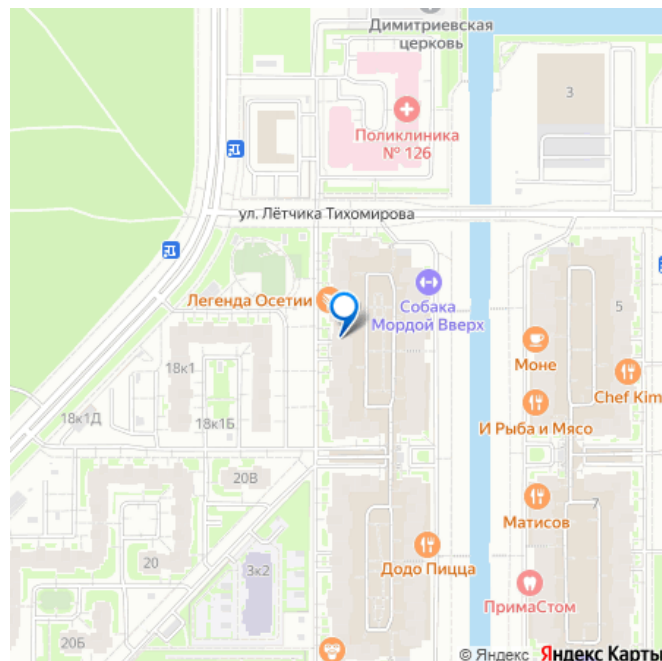 Димитриевская
церковь
3
Поликлиника
№ 126
ул. Лётчика Тихомирова
Легенда Осетии
Собака
Мордой Вверх
5
Моне
18к1
Chef Kim
18к1Д
18к1Б
И Рыба и Мясо
20В
7
Матисов
20
3к2
Додо Пицца
ПримаСтом
20Б
© Яндекс Яндекс Карты